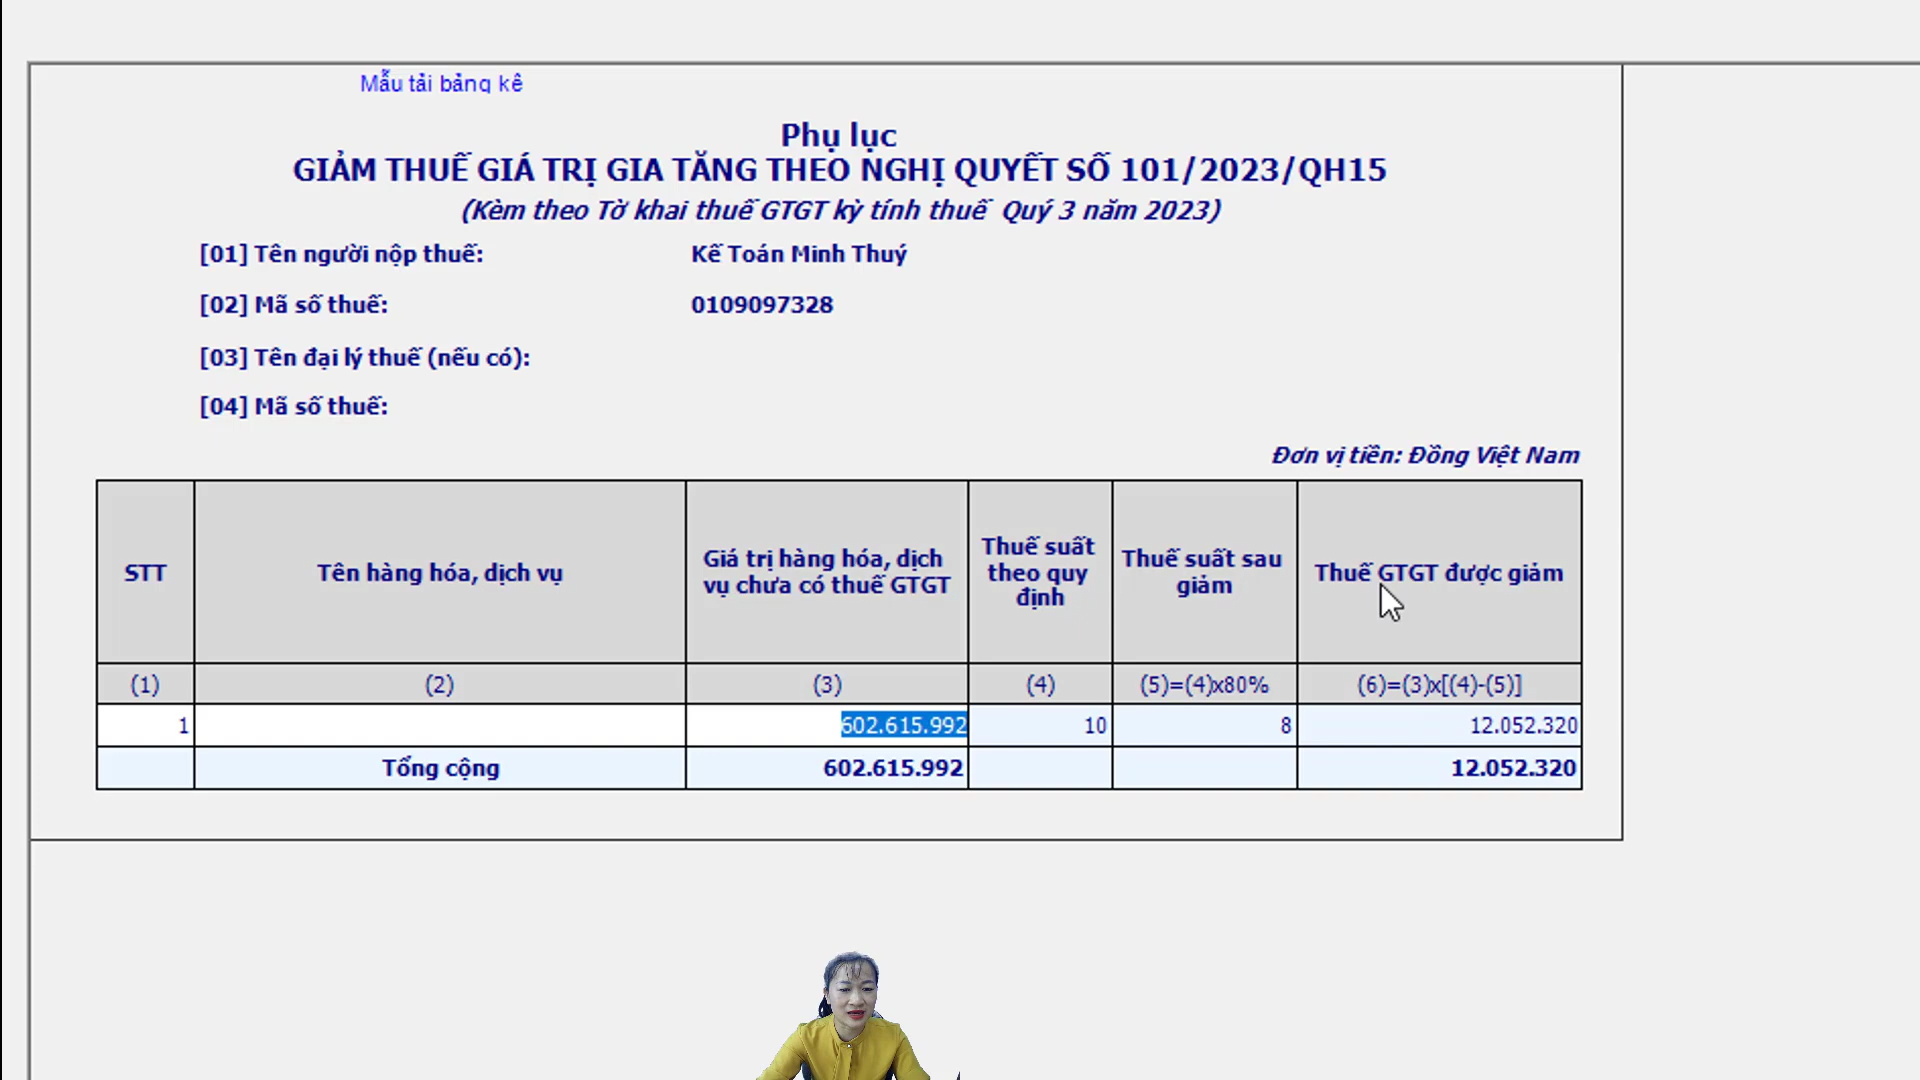 Mẫu tải bảng kê
Phụ lục
GIẢM THUẾ GIÁ TRỊ GIA TĂNG THEO NGHỊ QUYẾT SỐ 101/2023/QH15
(Kèm theo Tờ khai thuế GTGT kỳ tính thuế Quý 3 năm 2023)
[01] Tên người nộp thuế: Kế Toán Minh Thuý
[02] Mã số thuế: 0109097328
[03] Tên đại lý thuế (nếu có):
[04] Mã số thuế:
Đơn vị tiền: Đồng Việt Nam
STT
Tên hàng hóa, dịch vụ
Giá trị hàng hóa, dịch
vụ chưa có thuế GTGT
Thuế suất
theo quy
định
Thuế suất sau
giảm
Thuế GTGT được giảm
(1) (2) (3) (4) (5)=(4)x80% (6)=(3)x[(4)-(5)]
1 602.615.992 10 8 12.052.320
Tổng cộng 602.615.992 12.052.320